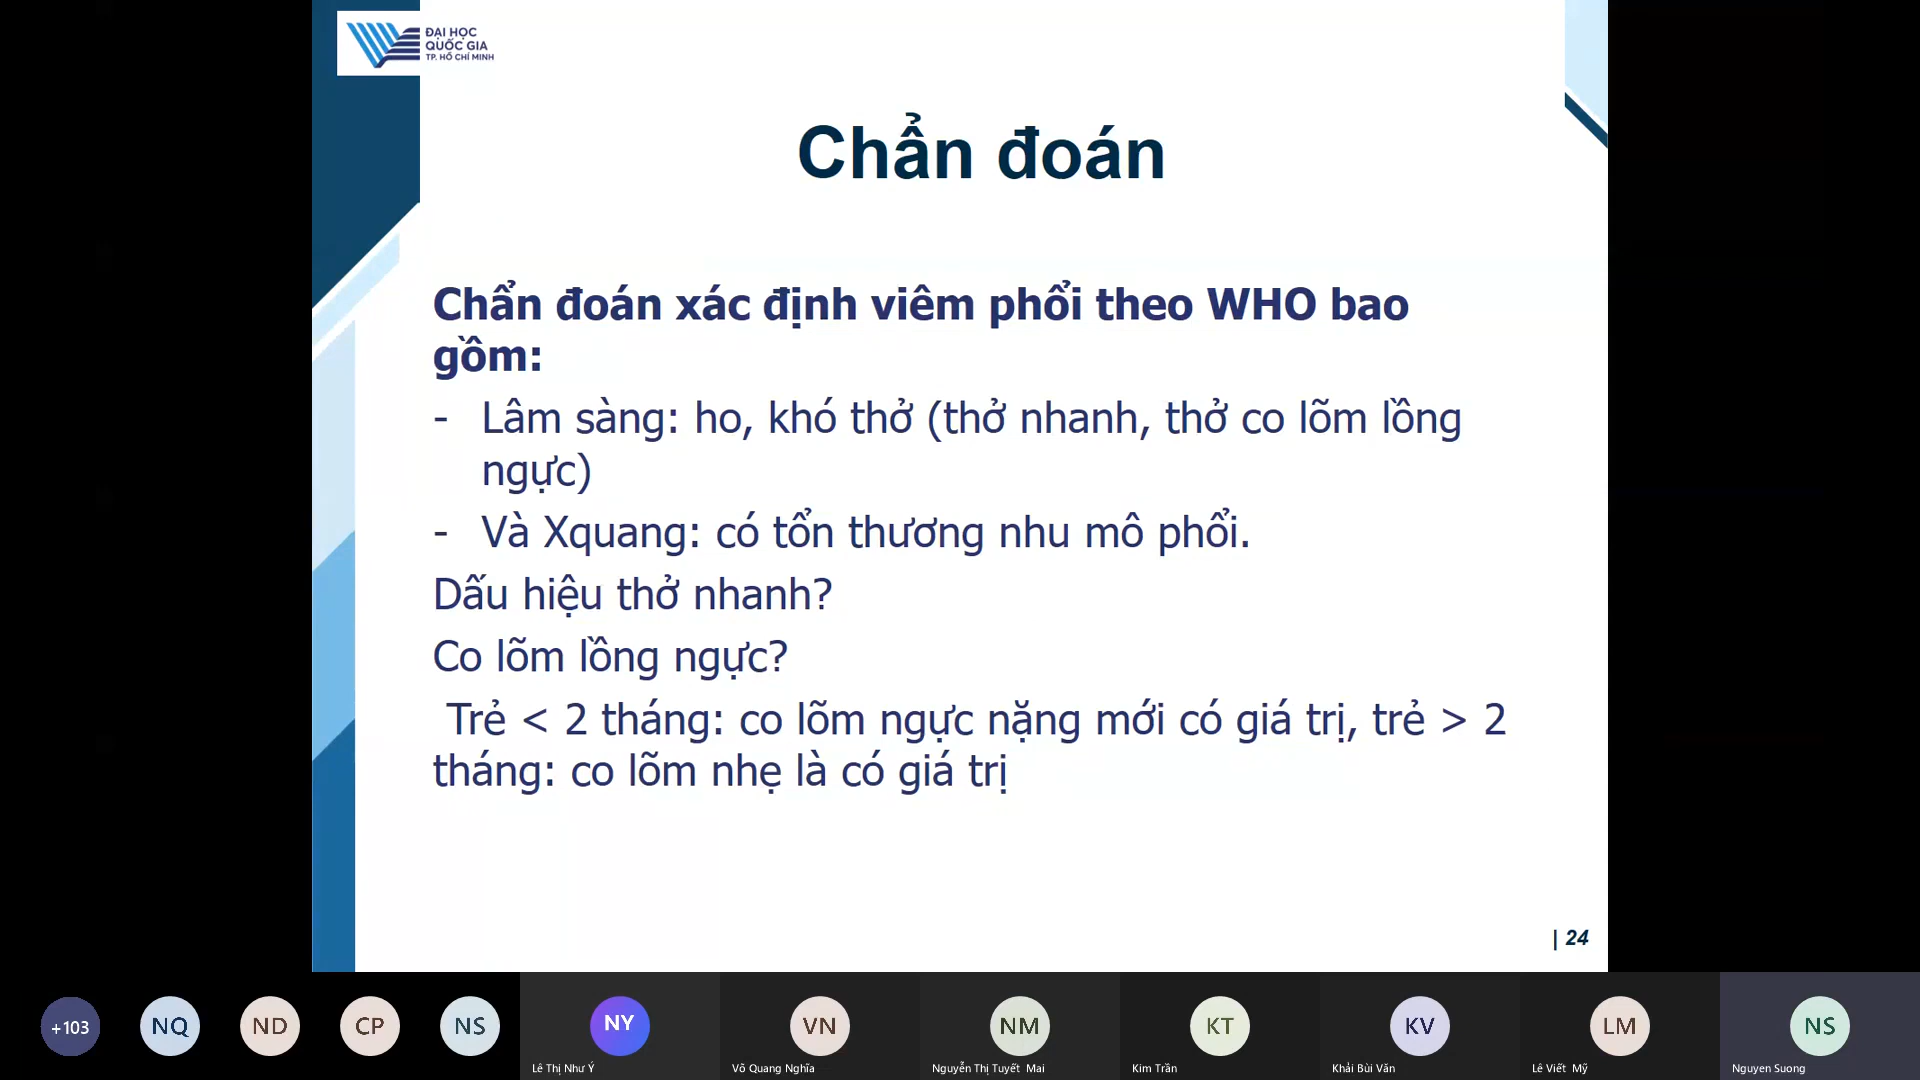 ĐẠI HỌC
QUỐC GIA
TP. HỒ CHÍ MINH
Chẩn đoán
Chẩn đoán xác định viêm phổi theo WHO bao
gồm:
- Lâm sàng: ho, khó thở (thở nhanh, thở co lõm lồng
ngực)
- Và Xquang: có tổn thương nhu mô phổi.
Dấu hiệu thở nhanh?
Co lõm lồng ngực?
Trẻ < 2 tháng: co lõm ngực nặng mới có giá trị, trẻ > 2
tháng: co lõm nhẹ là có giá trị
| 24
+103 NQ ND CP NS NY VN NM KT KV LM NS
Lê Thị Như Ý Võ Quang Nghĩa Nguyễn Thị Tuyết Mai Kim Trần Khải Bùi Văn Lê Viết Mỹ Nguyen Suong